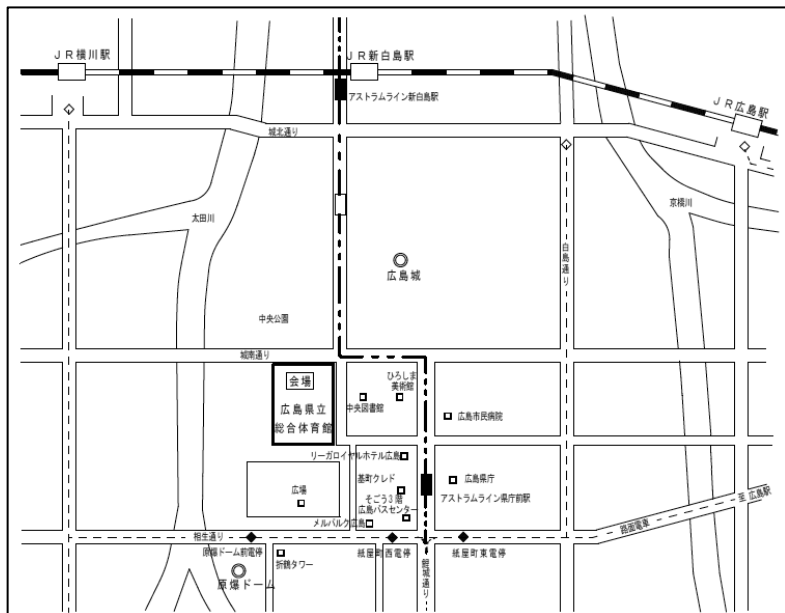 JR横川駅
JR新白島駅
アストラムライン新白島駅
JR広島駅
城北通り
太田川
京橋川
白島通り
広島城
中央公園
城南通り
会場
広島県立
総合体育館
ひろしま
美術館
中央図書館
広島市民病院
リーガロイヤルホテル広島
基町クレド
広島県庁
そごう3階
広島バスセンター
アストラムライン県庁前駅
広場
メルパルク広島
至 広島駅
路面電車
相生通り
原爆ドーム前電停
紙屋町西電停
紙屋町東電停
折鶴タワー
鯉城通り
原爆ドーム